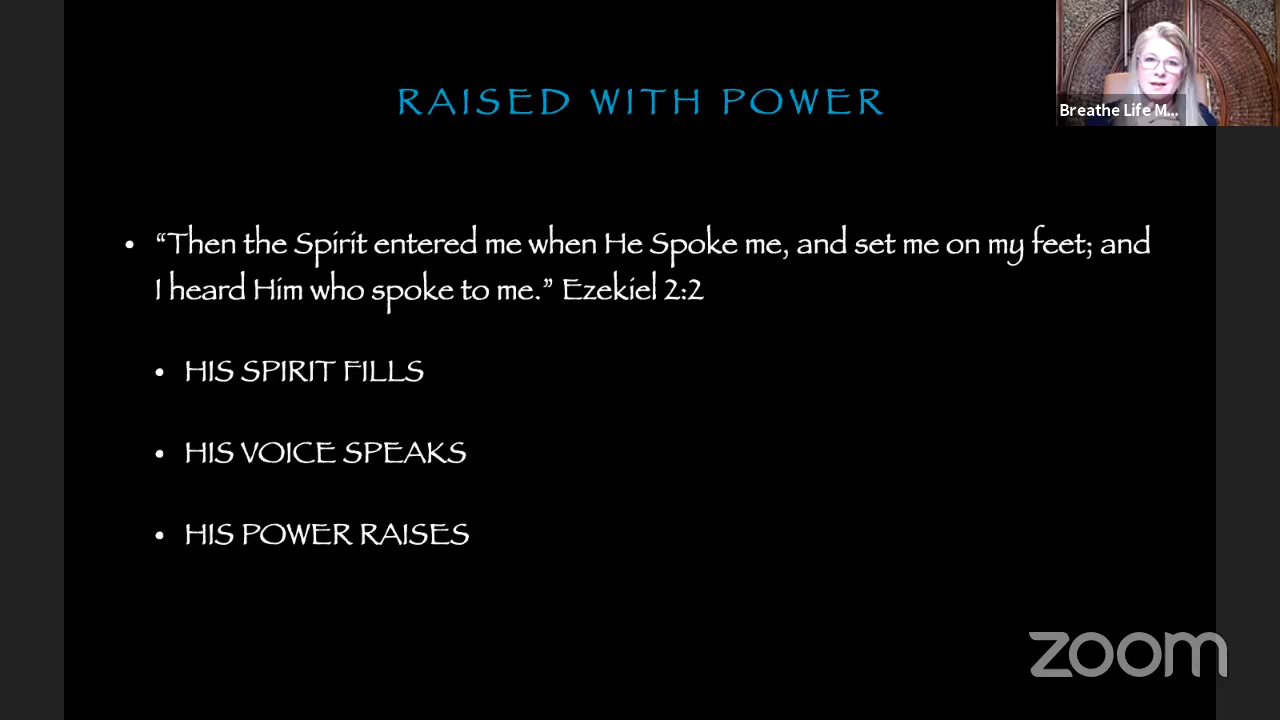 RAISED WITH POWER
Breathe Life M...
• “Then the Spirit entered me when He Spoke me, and set me on my feet; and
I heard Him who spoke to me.” Ezekiel 2:2
• HIS SPIRIT FILLS
• HIS VOICE SPEAKS
• HIS POWER RAISES
zoom